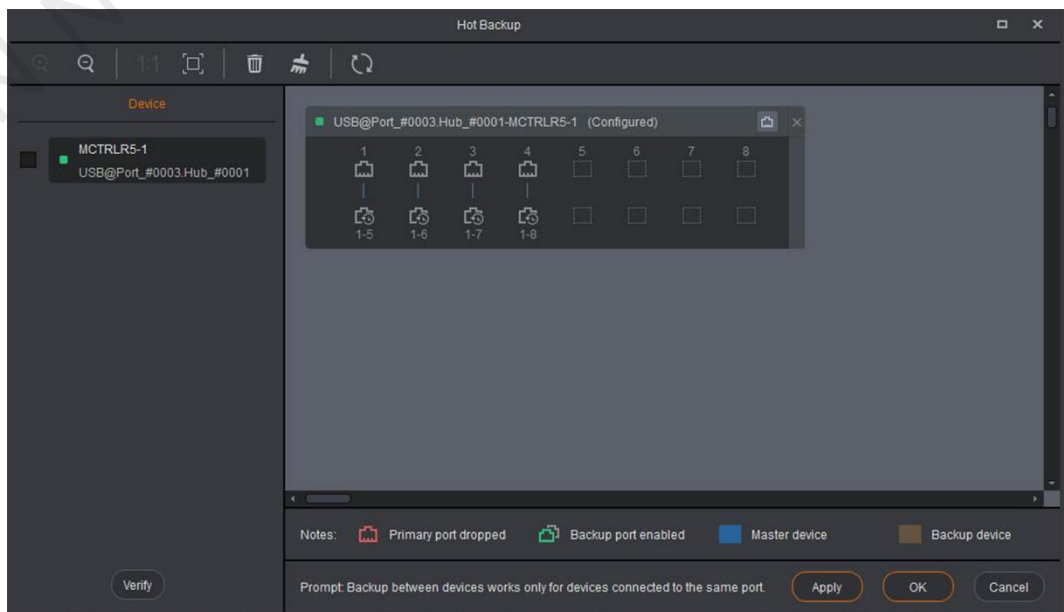 Hot Backup
1:1
Device
MCTRLR5-1
USB@Port_#0003.Hub_#0001
USB@Port_#0003.Hub_#0001-MCTRLR5-1 (Configured)
1 2 3 4 5 6 7 8
1-5 1-6 1-7 1-8
Notes: Primary port dropped Backup port enabled Master device Backup device
Verify
Prompt: Backup between devices works only for devices connected to the same port. Apply OK Cancel